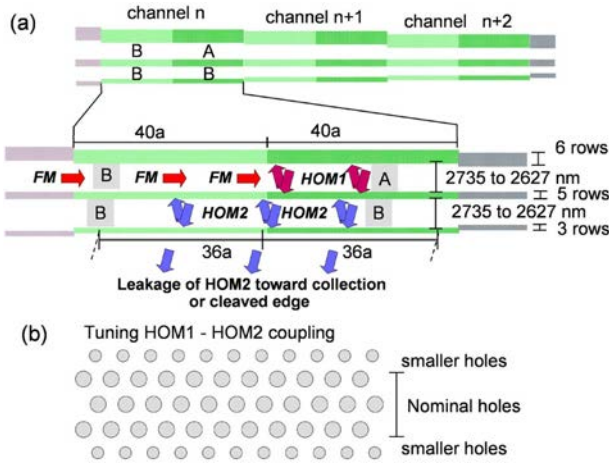 (a)
channel n
channel n+1
channel n+2
B A
B B
40a 40a
6 rows
FM B FM FM HOM1 A 2735 to 2627 nm
5 rows
B HOM2 HOM2 B 2735 to 2627 nm
3 rows
36a 36a
Leakage of HOM2 toward collection
or cleaved edge
(b) Tuning HOM1 - HOM2 coupling
smaller holes
Nominal holes
smaller holes